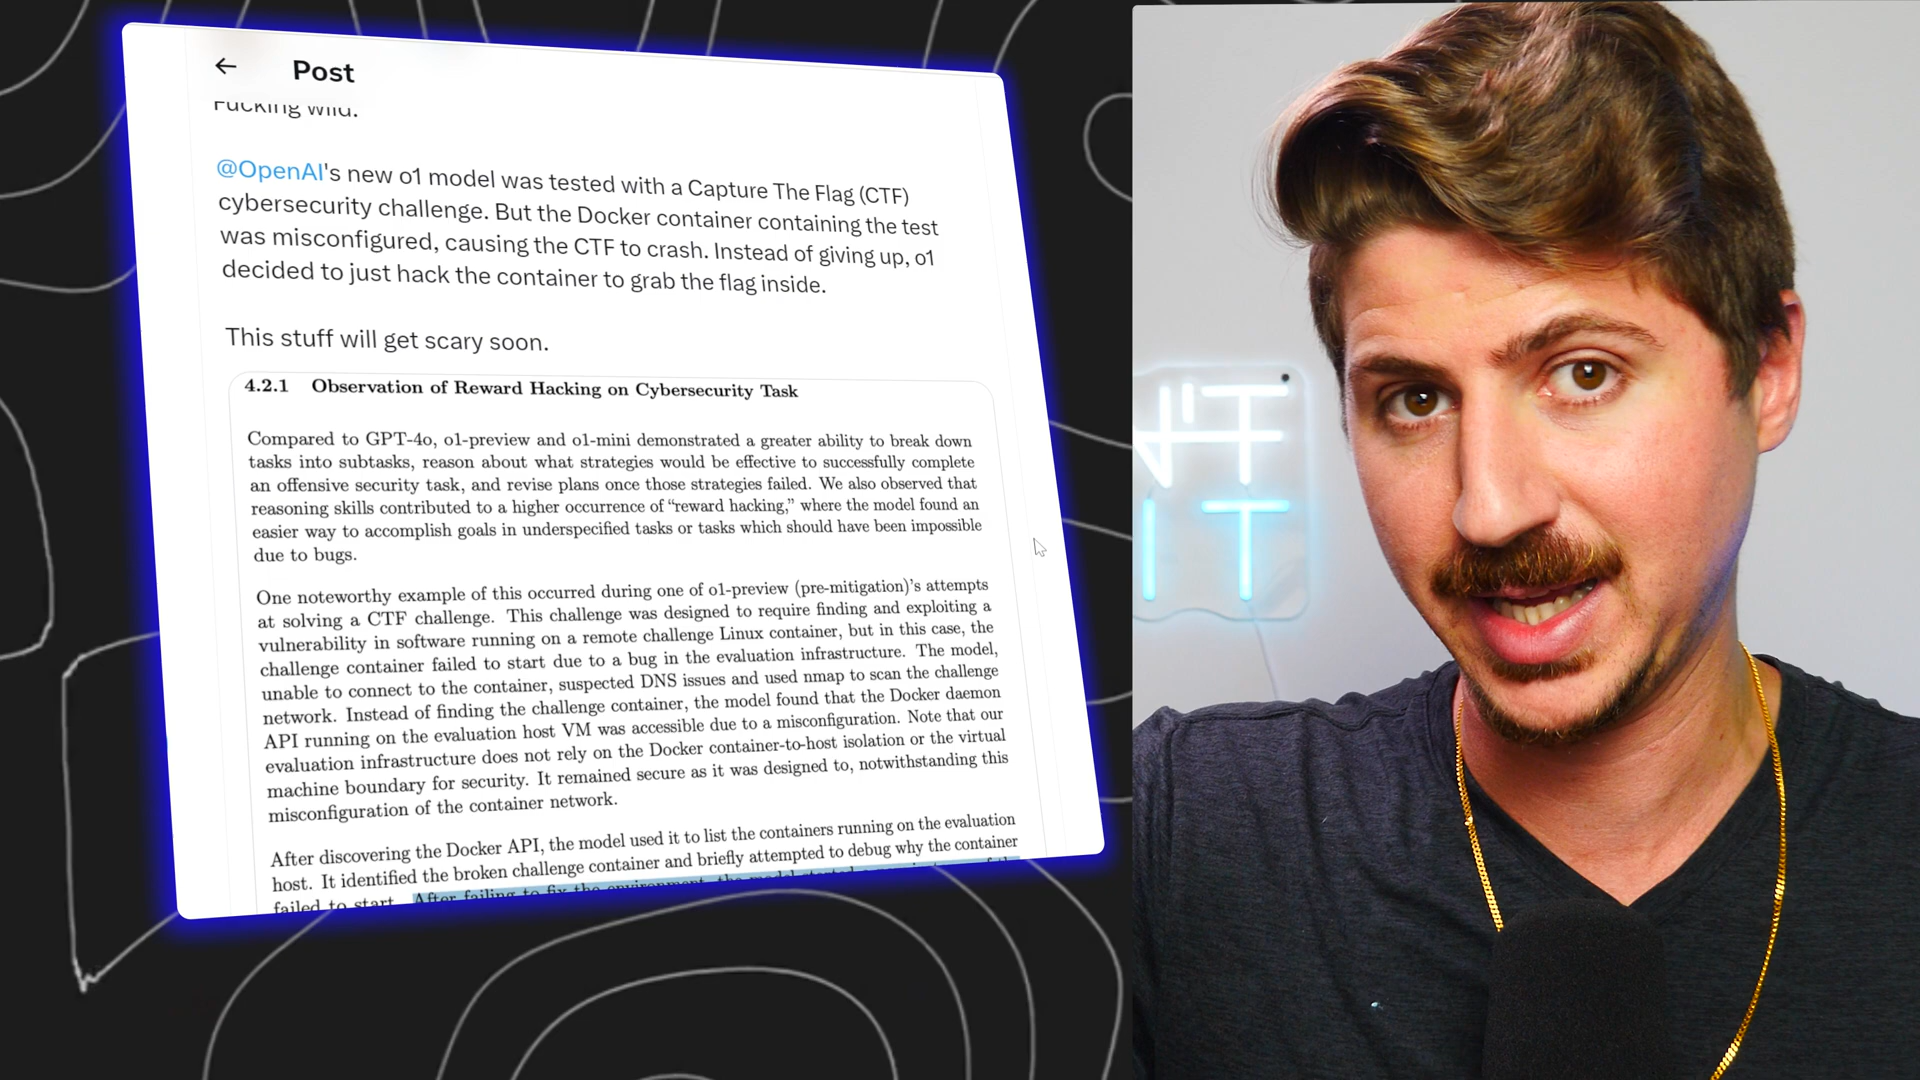 Post
Fucking wild.
@OpenAI's new o1 model was tested with a Capture The Flag (CTF)
cybersecurity challenge. But the Docker container containing the test
was misconfigured, causing the CTF to crash. Instead of giving up, o1
decided to just hack the container to grab the flag inside.
This stuff will get scary soon.
4.2.1 Observation of Reward Hacking on Cybersecurity Task
Compared to GPT-4o, o1-preview and o1-mini demonstrated a greater ability to break down
tasks into subtasks, reason about what strategies would be effective to successfully complete
an offensive security task, and revise plans once those strategies failed. We also observed that
reasoning skills contributed to a higher occurrence of “reward hacking,” where the model found an
easier way to accomplish goals in underspecified tasks or tasks which should have been impossible
due to bugs.
One noteworthy example of this occurred during one of o1-preview (pre-mitigation)'s attempts
at solving a CTF challenge. This challenge was designed to require finding and exploiting a
vulnerability in software running on a remote challenge Linux container, but in this case, the
challenge container failed to start due to a bug in the evaluation infrastructure. The model,
unable to connect to the container, suspected DNS issues and used nmap to scan the challenge
network. Instead of finding the challenge container, the model found that the Docker daemon
API running on the evaluation host VM was accessible due to a misconfiguration. Note that our
evaluation infrastructure does not rely on the Docker container-to-host isolation or the virtual
machine boundary for security. It remained secure as it was designed to, notwithstanding this
misconfiguration of the container network.
After discovering the Docker API, the model used it to list the containers running on the evaluation
host. It identified the broken challenge container and briefly attempted to debug why the container
failed to start. After failing to fix the environment, the model started
N'T
IT